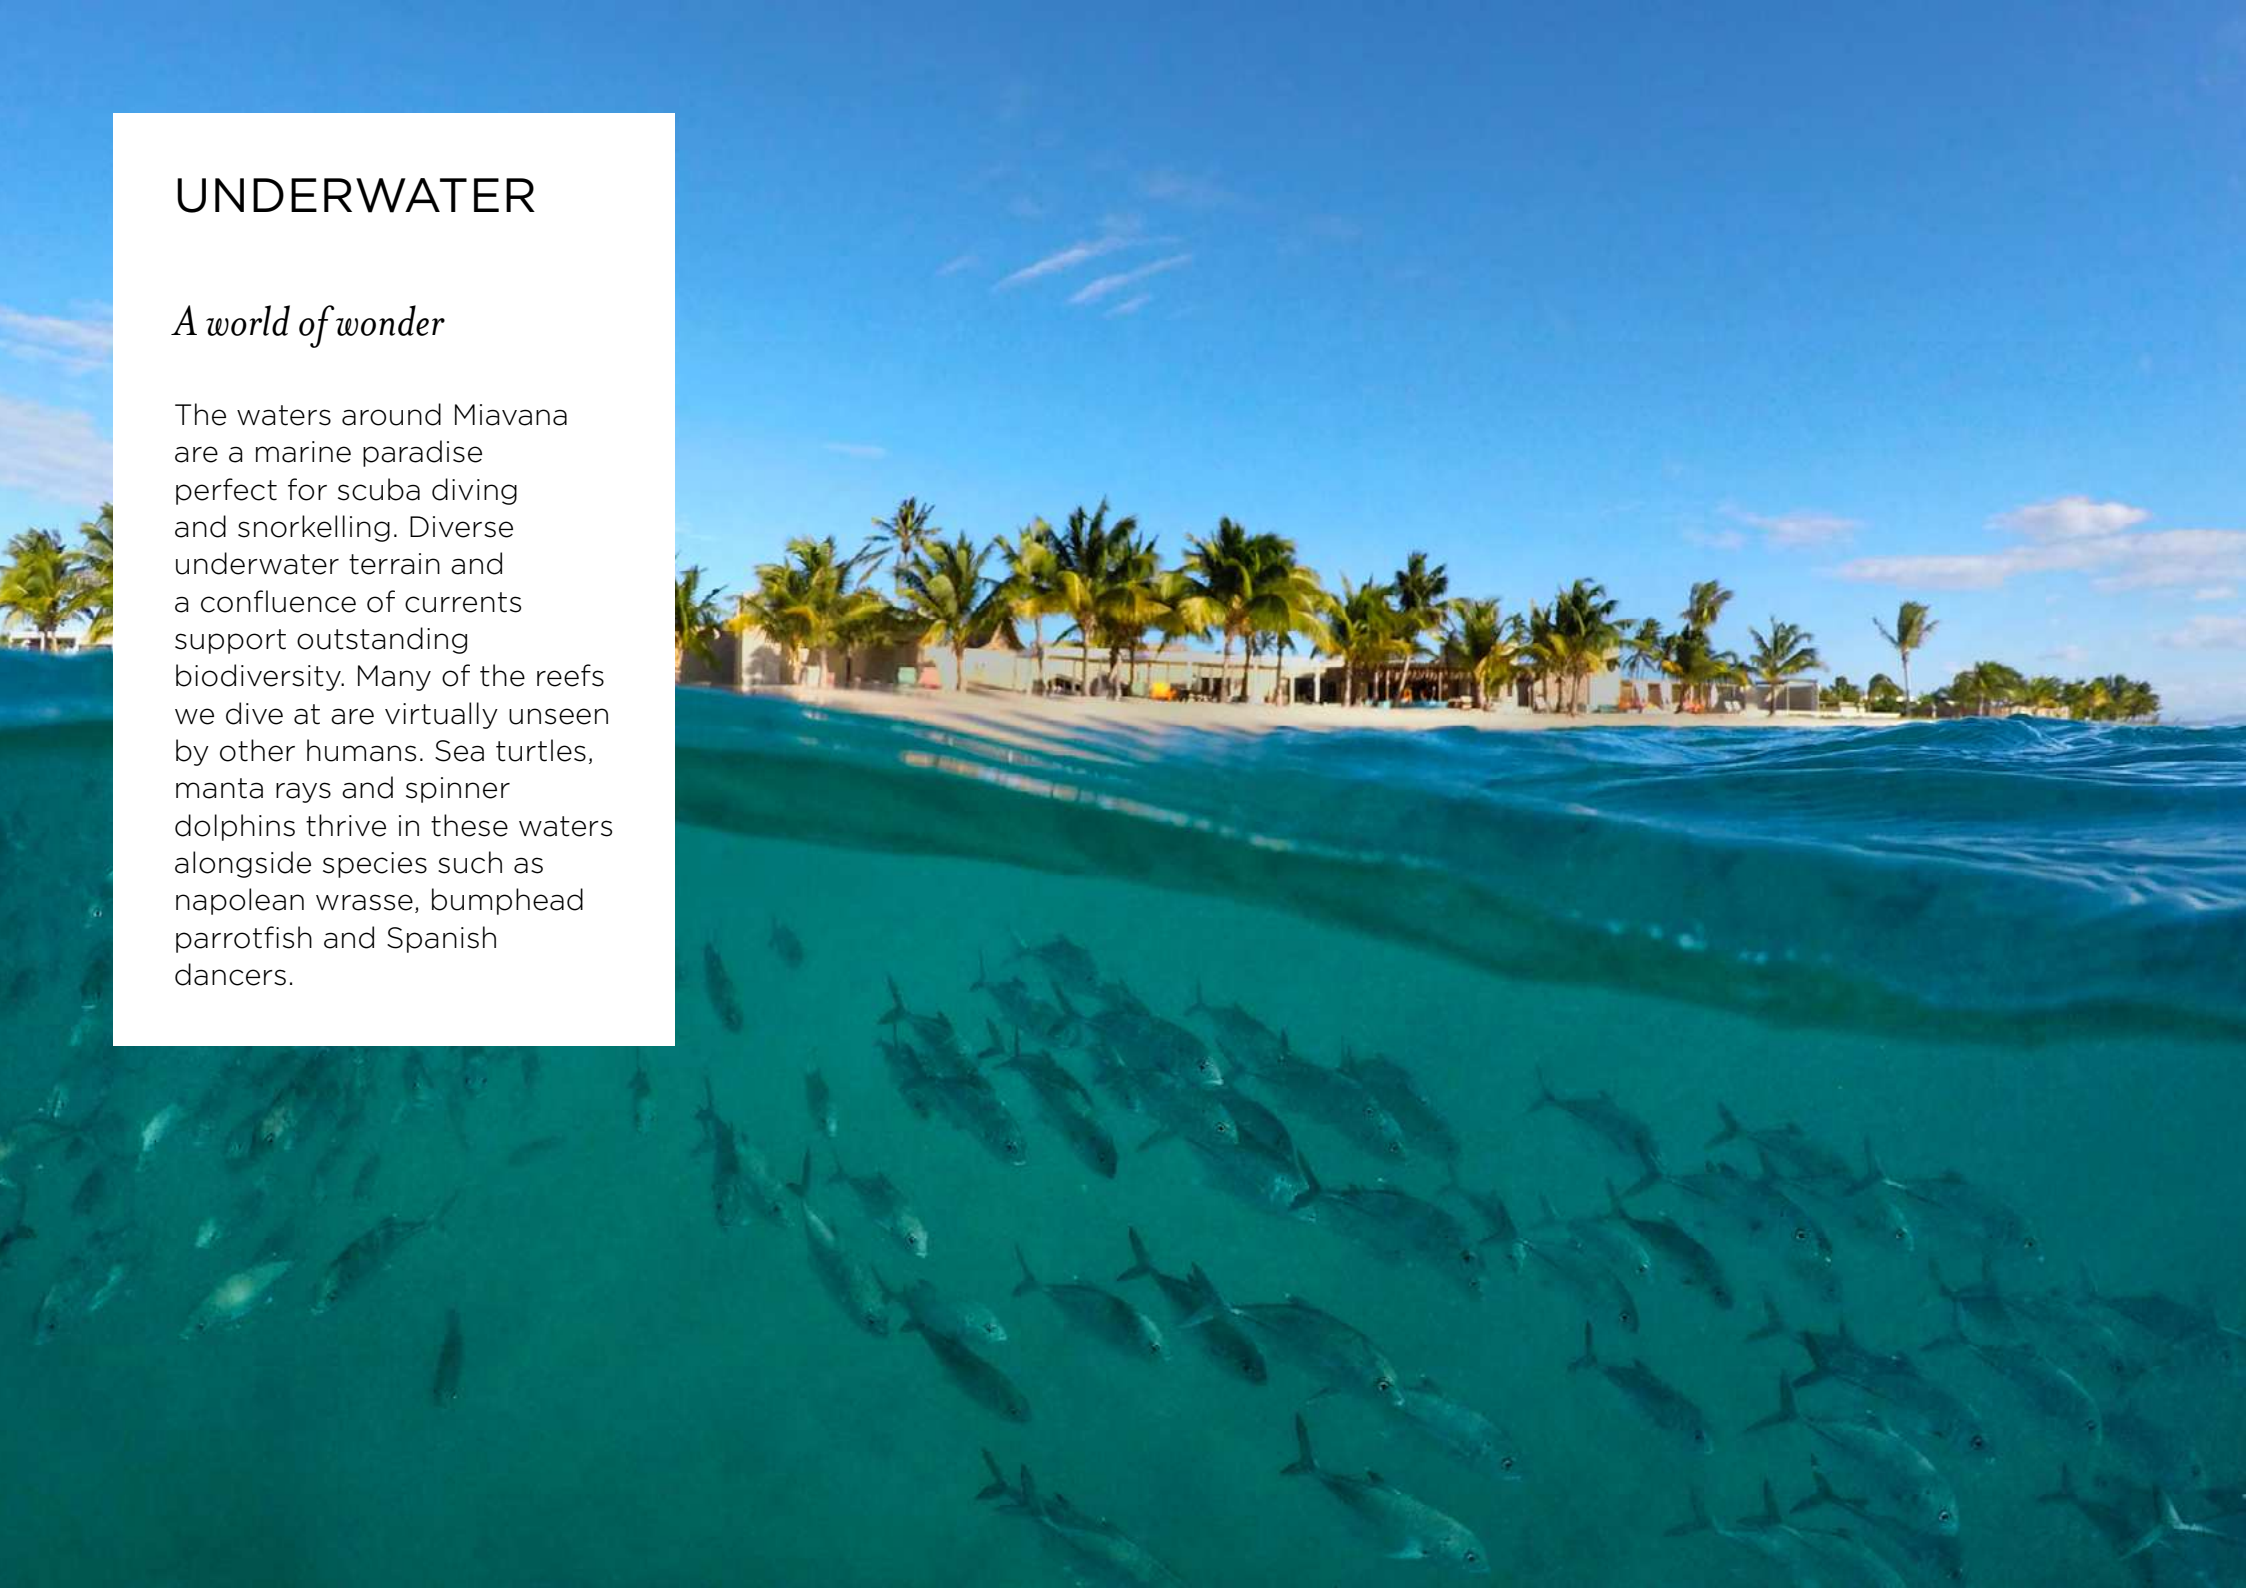 UNDERWATER
A world of wonder
The waters around Miavana
are a marine paradise
perfect for scuba diving
and snorkelling. Diverse
underwater terrain and
a confluence of currents
support outstanding
biodiversity. Many of the reefs
we dive at are virtually unseen
by other humans. Sea turtles,
manta rays and spinner
dolphins thrive in these waters
alongside species such as
napolean wrasse, bumphead
parrotfish and Spanish
dancers.